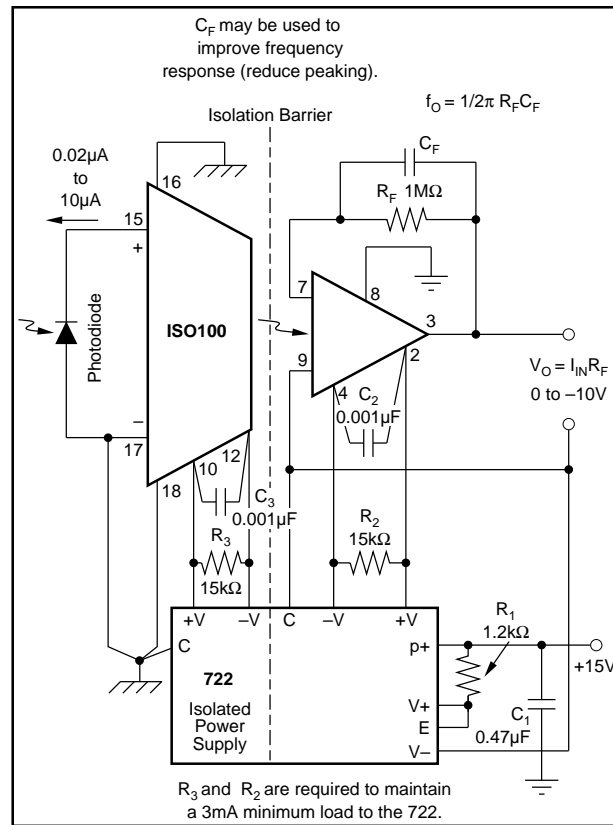 C_F may be used to
improve frequency
response (reduce peaking).
f_O = 1/2π R_FC_F
Isolation Barrier
0.02µA
to
10µA
16
15
+
C_F
R_F 1MΩ
7
8
3
ISO100
Photodiode
9
2
4
V_O = I_INR_F
0 to –10V
C_2
0.001µF
–
17
18
10
12
C_3
0.001µF
R_3
15kΩ
R_2
15kΩ
+V
–V
C
–V
+V
C
722
Isolated
Power
Supply
p+
V+
E
V–
R_1
1.2kΩ
+15V
C_1
0.47µF
R_3 and R_2 are required to maintain
a 3mA minimum load to the 722.